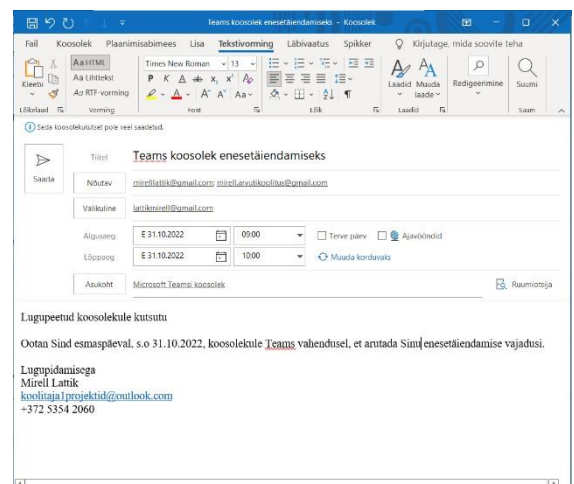 Teams koosolek enesetäiendamiseks - Koosolek
Fail Koosolek Plaanimisabimees Lisa Tekstivorming Läbivaatus Spikker Kirjutage, mida soovite teha
Kleebi
Aa HTML
Aa Lihttekst
Aa RTF-vorming
Times New Roman 13
P K A ab x₂ x² A
A A˄ A˅ Aa
Laadid Muuda laade
Redigeerimine
Suumi
Lõikelaud Vorming Font Lõik Laadid Suum
Seda koosolekukutset pole veel saadetud.
Saada
Tiitel Teams koosolek enesetäiendamiseks
Nõutav mirelllattik@gmail.com; mirell.arvutikoolitus@gmail.com
Valikuline lattikmirell@gmail.com
Algusaeg E 31.10.2022 09:00 Terve päev Ajavööndid
Lõppaeg E 31.10.2022 10:00 Muuda korduvaks
Asukoht Microsoft Teamsi koosolek Ruumiotsija
Lugupeetud koosolekule kutsutu
Ootan Sind esmaspäeval, s.o 31.10.2022, koosolekule Teams vahendusel, et arutada Sinu enesetäiendamise vajadusi.
Lugupidamisega
Mirell Lattik
koolitaja1projektid@outlook.com
+372 5354 2060